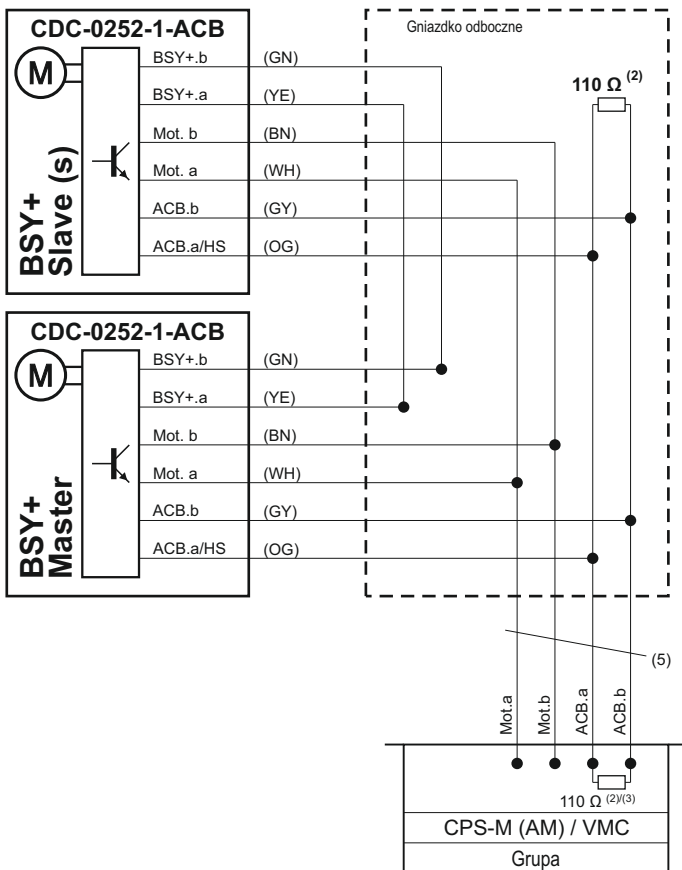 CDC-0252-1-ACB
M
BSY+
Slave (s)
BSY+.b (GN)
BSY+.a (YE)
Mot. b (BN)
Mot. a (WH)
ACB.b (GY)
ACB.a/HS (OG)
Gniazdko odboczne
110 Ω (2)
CDC-0252-1-ACB
M
BSY+
Master
BSY+.b (GN)
BSY+.a (YE)
Mot. b (BN)
Mot. a (WH)
ACB.b (GY)
ACB.a/HS (OG)
(5)
Mot.a
Mot.b
ACB.a
ACB.b
110 Ω (2)/(3)
CPS-M (AM) / VMC
Grupa